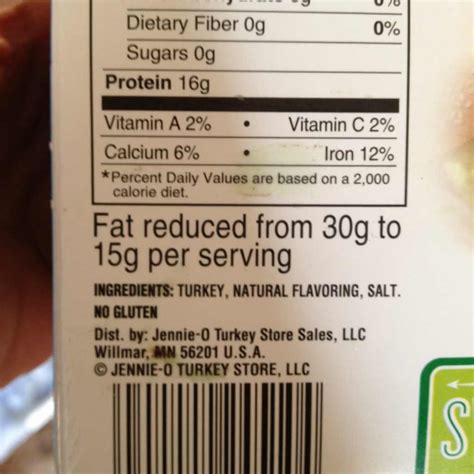 0%
Dietary Fiber 0g 0%
Sugars 0g
Protein 16g
Vitamin A 2% • Vitamin C 2%
Calcium 6% • Iron 12%
*Percent Daily Values are based on a 2,000
calorie diet.
Fat reduced from 30g to
15g per serving
INGREDIENTS: TURKEY, NATURAL FLAVORING, SALT.
NO GLUTEN
Dist. by: Jennie-O Turkey Store Sales, LLC
Willmar, MN 56201 U.S.A.
© JENNIE-O TURKEY STORE, LLC
S